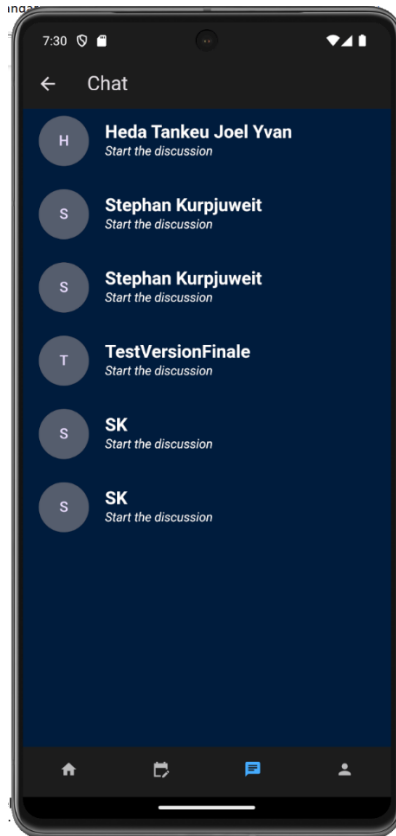 7:30
Chat
H
Heda Tankeu Joel Yvan
Start the discussion
S
Stephan Kurpjuweit
Start the discussion
S
Stephan Kurpjuweit
Start the discussion
T
TestVersionFinale
Start the discussion
S
SK
Start the discussion
S
SK
Start the discussion